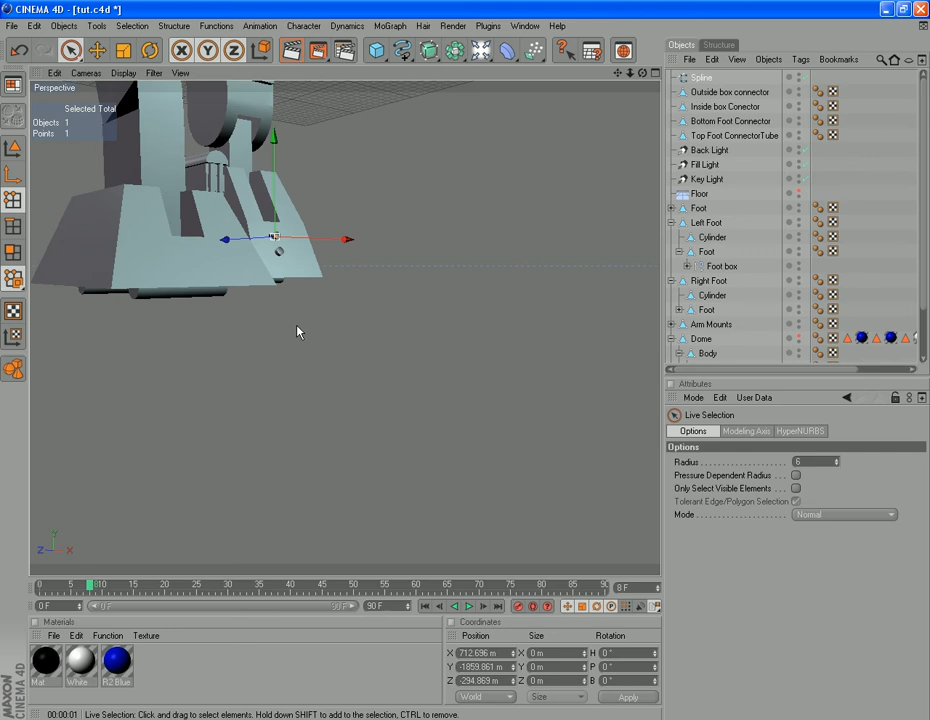 CINEMA 4D - [tut.c4d *]
File Edit Objects Tools Selection Structure Functions Animation Character Dynamics MoGraph Hair Render Plugins Window Help
X Y Z
Edit Cameras Display Filter View
Perspective
Selected Total
Objects 1
Points 1
Y
Z X
Objects Structure
File Edit View Objects Tags Bookmarks
Spline
Outside box connector
Inside box Conector
Bottom Foot Connector
Top Foot ConnectorTube
Back Light
Fill Light
Key Light
Floor
Foot
Left Foot
Cylinder
Foot
Foot box
Right Foot
Cylinder
Foot
Arm Mounts
Dome
Body
Attributes
Mode Edit User Data
Live Selection
Options Modeling Axis HyperNURBS
Options
Radius 6
Pressure Dependent Radius
Only Select Visible Elements
Tolerant Edge/Polygon Selection
Mode Normal
0 5 10 15 20 25 30 35 40 45 50 55 60 65 70 75 80 85 90 8 F
0 F 0 F 90 F 90 F
Materials
File Edit Function Texture
Mat White R2 Blue
Coordinates
Position Size Rotation
X 712.696 m X 0 m H 0 °
Y -1859.861 m Y 0 m P 0 °
Z -294.869 m Z 0 m B 0 °
World Size Apply
MAXON
CINEMA 4D
00:00:01 Live Selection: Click and drag to select elements. Hold down SHIFT to add to the selection, CTRL to remove.